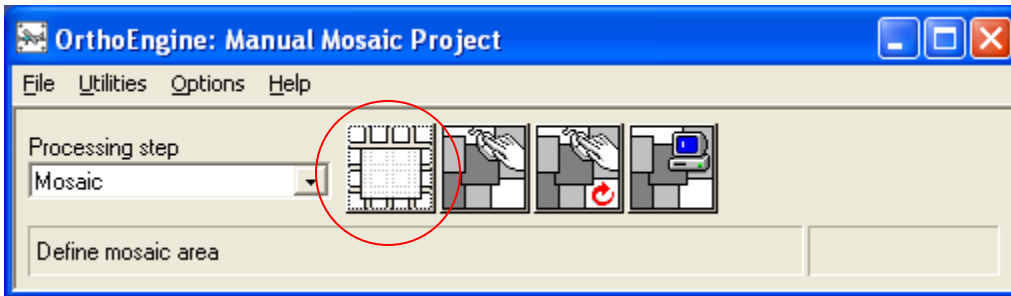 OrthoEngine: Manual Mosaic Project
File Utilities Options Help
Processing step
Mosaic
Define mosaic area